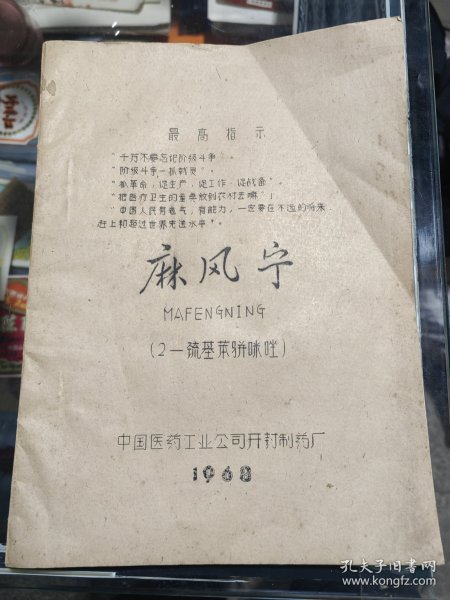 最高指示
“千万不要忘记阶级斗争”。
“阶级斗争一抓就灵”。
“抓革命，促生产，促工作，促战备”。
“把医疗卫生的重点放到农村去嘛”！
“中国人民有志气，有能力，一定要在不远的将来，
赶上和超过世界先进水平”。
麻风宁
MAFENGNING
(2—巯基苯骈咪唑)
中国医药工业公司开封制药厂
1968
孔夫子旧书网
www.kongfz.com